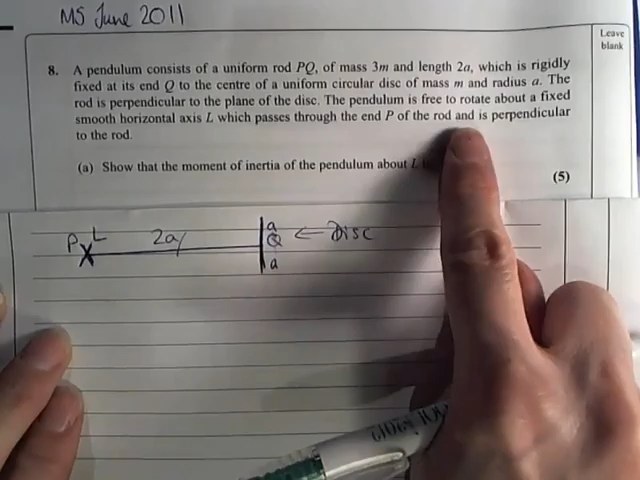 MS June 2011
Leave
blank
8. A pendulum consists of a uniform rod PQ, of mass 3m and length 2a, which is rigidly
fixed at its end Q to the centre of a uniform circular disc of mass m and radius a. The
rod is perpendicular to the plane of the disc. The pendulum is free to rotate about a fixed
smooth horizontal axis L which passes through the end P of the rod and is perpendicular
to the rod.
(a) Show that the moment of inertia of the pendulum about L
(5)
P L 2a a Q ← Disc
a